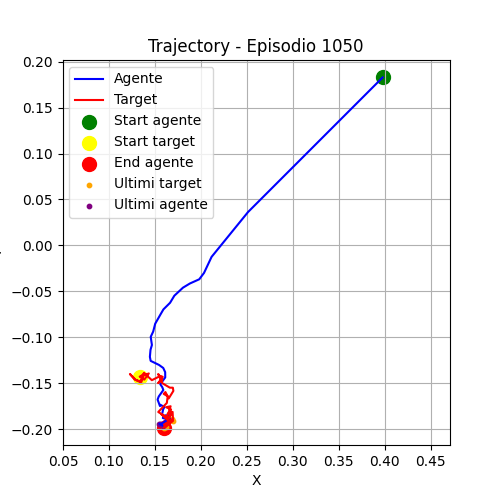 Trajectory - Episodio 1050
Agente
Target
Start agente
Start target
End agente
Ultimi target
Ultimi agente
0.20
0.15
0.10
0.05
0.00
−0.05
−0.10
−0.15
−0.20
0.05
0.10
0.15
0.20
0.25
0.30
0.35
0.40
0.45
X